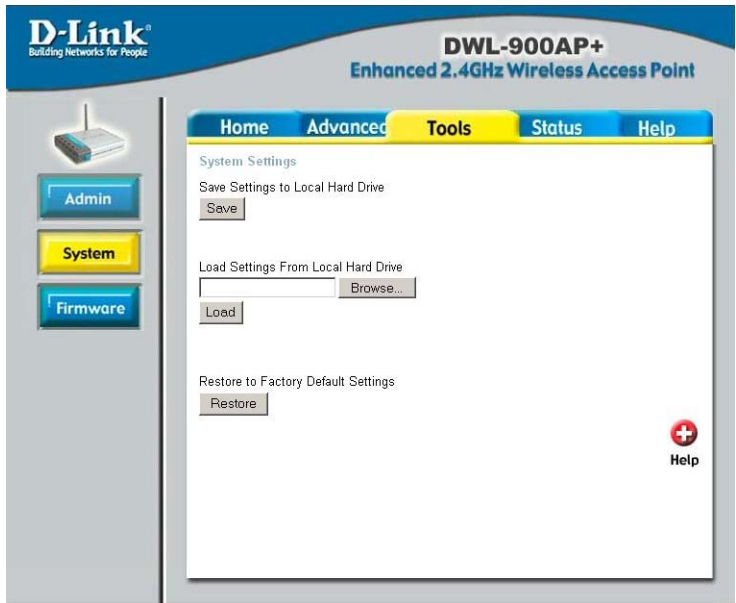 D-Link®
Building Networks for People
DWL-900AP+
Enhanced 2.4GHz Wireless Access Point
Home Advanced Tools Status Help
Admin
System
Firmware
System Settings
Save Settings to Local Hard Drive
Save
Load Settings From Local Hard Drive
Browse...
Load
Restore to Factory Default Settings
Restore
Help